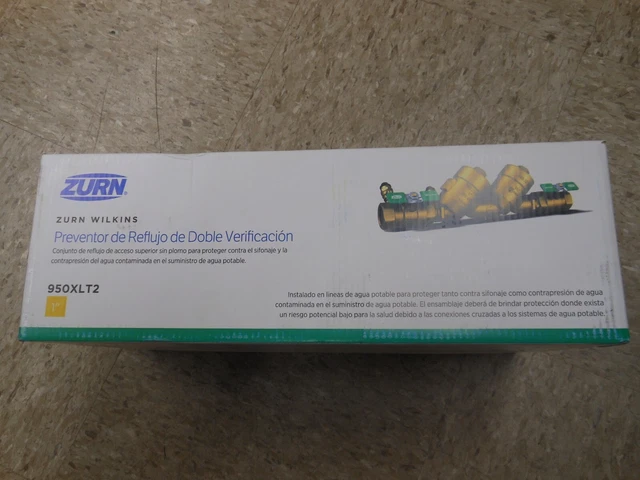 ZURN
ZURN WILKINS
Preventor de Reflujo de Doble Verificación
Conjunto de reflujo de acceso superior sin plomo para proteger contra el sifonaje y la
contrapresión del agua contaminada en el suministro de agua potable.
950XLT2
1"
Instalado en líneas de agua potable para proteger tanto contra sifonaje como contrapresión de agua
contaminada en el suministro de agua potable. El ensamblaje deberá de brindar protección donde exista
un riesgo potencial bajo para la salud debido a las conexiones cruzadas a los sistemas de agua potable.